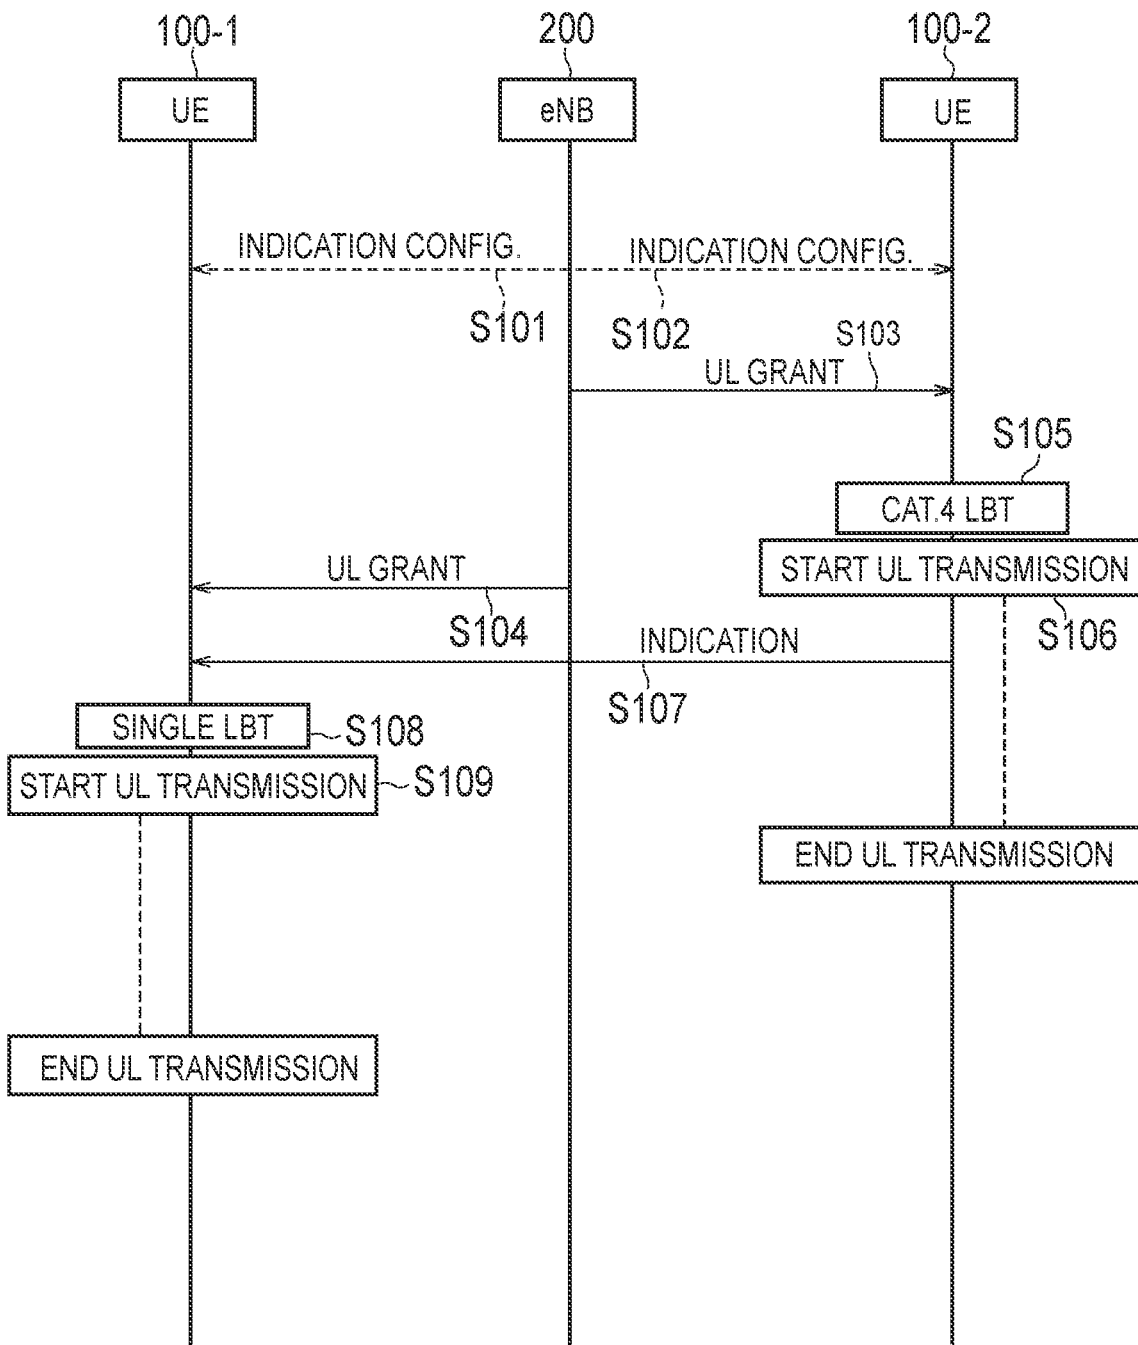 100-1
200
100-2
UE
eNB
UE
INDICATION CONFIG.
INDICATION CONFIG.
S101
S102
S103
UL GRANT
S105
CAT.4 LBT
START UL TRANSMISSION
UL GRANT
S104
S106
INDICATION
S107
SINGLE LBT
S108
START UL TRANSMISSION
S109
END UL TRANSMISSION
END UL TRANSMISSION